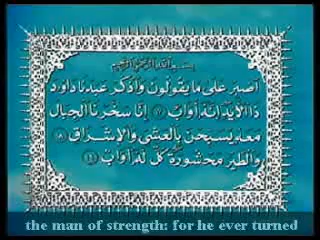 بسم الله الرحمن الرحيم
اصبر على ما يقولون واذكر عبدنا داوود
ذا الأيد إنه أواب ١٧ إنا سخرنا الجبال
معه يسبحن بالعشي والإشراق ١٨
والطير محشورة كل له أواب ١٩
the man of strength: for he ever turned